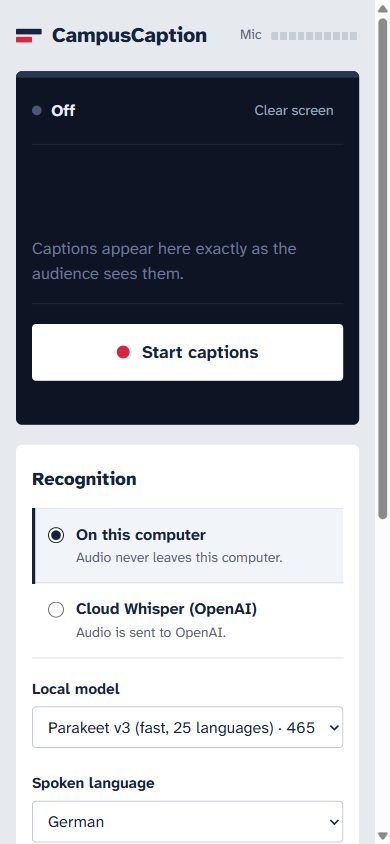 CampusCaption
Mic
Off
Clear screen
Captions appear here exactly as the
audience sees them.
Start captions
Recognition
On this computer
Audio never leaves this computer.
Cloud Whisper (OpenAI)
Audio is sent to OpenAI.
Local model
Parakeet v3 (fast, 25 languages) · 465
Spoken language
German